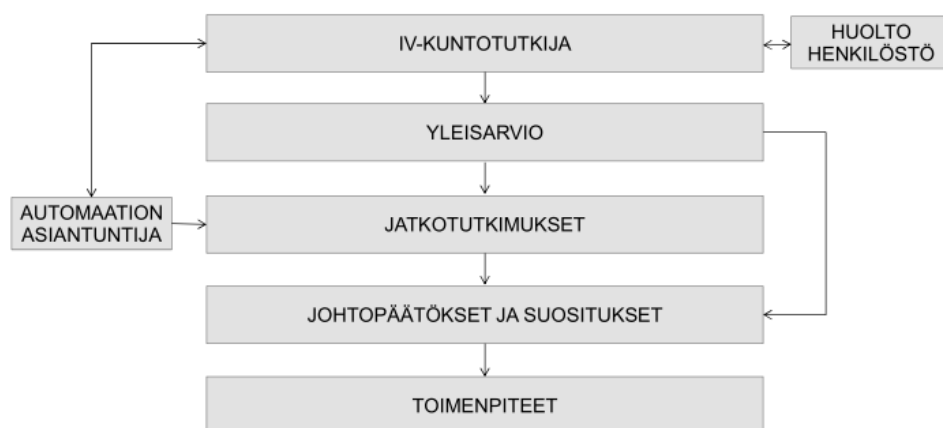 IV-KUNTOTUTKIJA
HUOLTO
HENKILÖSTÖ
YLEISARVIO
AUTOMAATION
ASIANTUNTIJA
JATKOTUTKIMUKSET
JOHTOPÄÄTÖKSET JA SUOSITUKSET
TOIMENPITEET